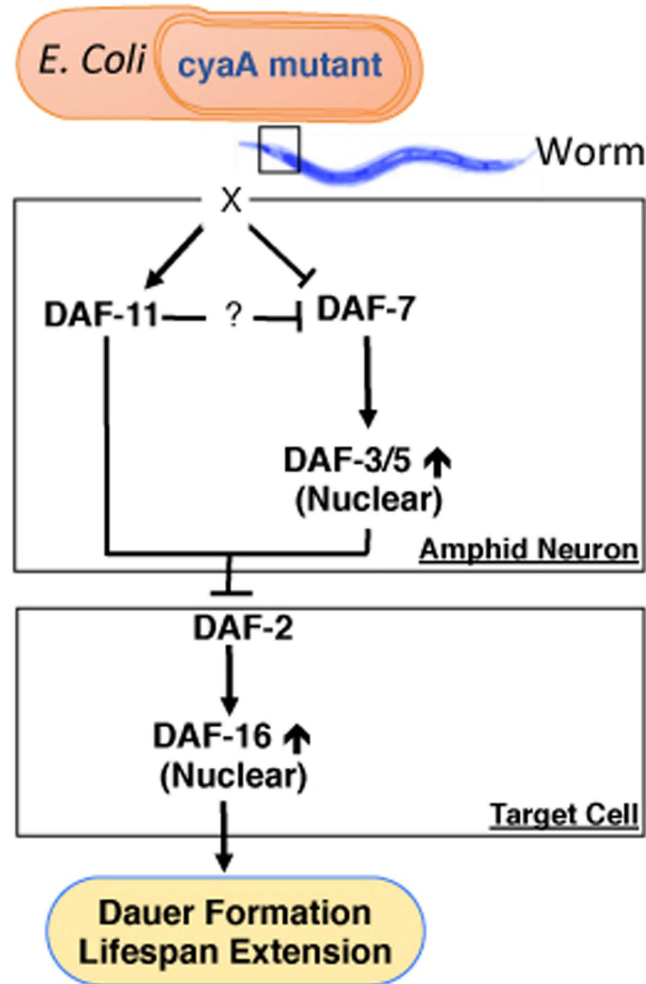 E. Coli cyaA mutant
Worm
X
DAF-11 ? DAF-7
DAF-3/5 ↑
(Nuclear)
Amphid Neuron
DAF-2
DAF-16 ↑
(Nuclear)
Target Cell
Dauer Formation
Lifespan Extension